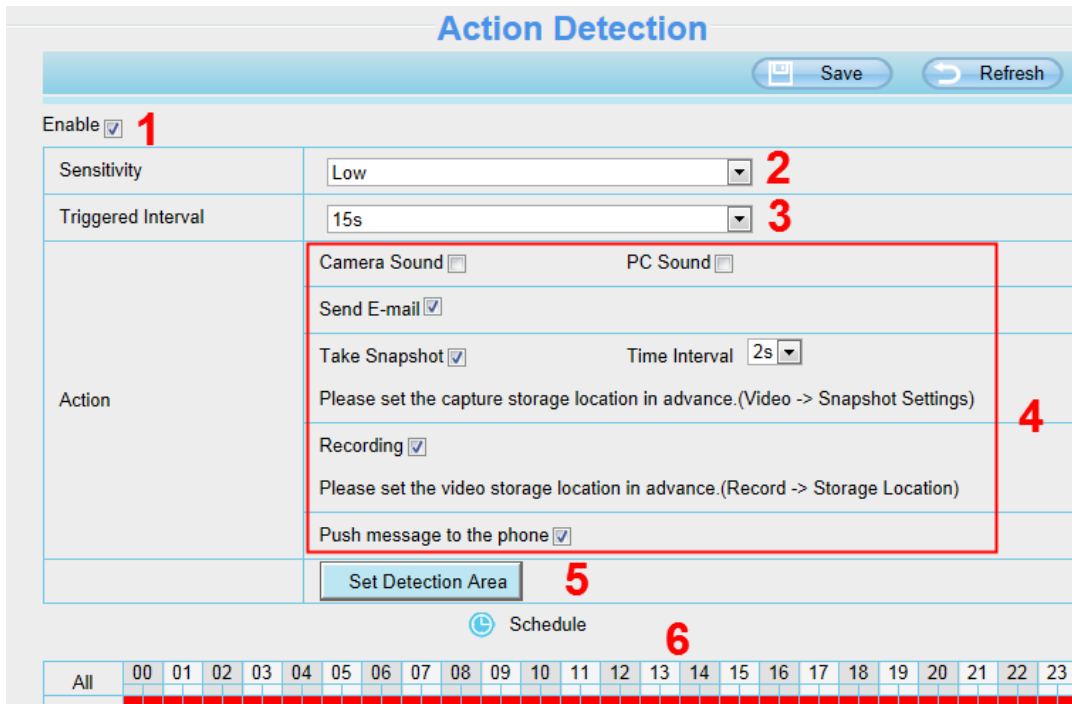 Action Detection
Save Refresh
Enable 1
Sensitivity Low 2
Triggered Interval 15s 3
Camera Sound PC Sound
Send E-mail
Take Snapshot Time Interval 2s
Action Please set the capture storage location in advance.(Video -> Snapshot Settings) 4
Recording
Please set the video storage location in advance.(Record -> Storage Location)
Push message to the phone
Set Detection Area 5
Schedule 6
All 00 01 02 03 04 05 06 07 08 09 10 11 12 13 14 15 16 17 18 19 20 21 22 23